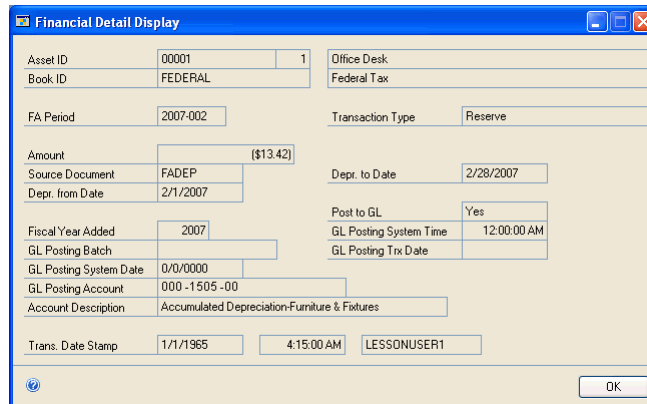 Financial Detail Display
Asset ID 00001 1 Office Desk
Book ID FEDERAL Federal Tax
FA Period 2007-002 Transaction Type Reserve
Amount ($13.42)
Source Document FADEP Depr. to Date 2/28/2007
Depr. from Date 2/1/2007
Post to GL Yes
Fiscal Year Added 2007 GL Posting System Time 12:00:00 AM
GL Posting Batch GL Posting Trx Date
GL Posting System Date 0/0/0000
GL Posting Account 000 -1505 -00
Account Description Accumulated Depreciation-Furniture & Fixtures
Trans. Date Stamp 1/1/1965 4:15:00 AM LESSONUSER1
OK